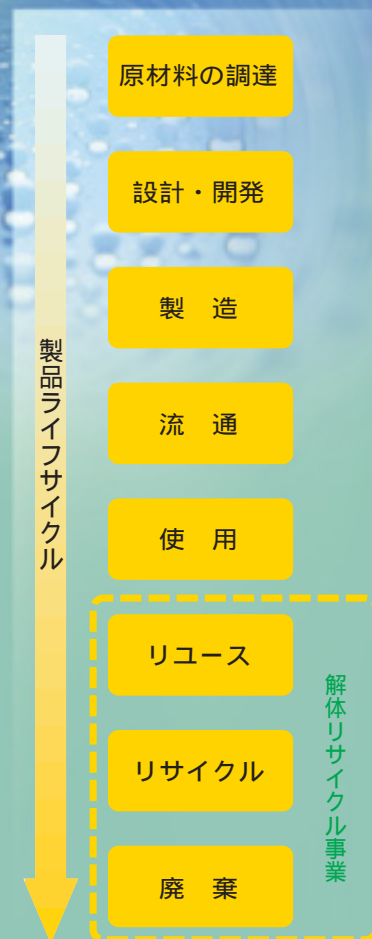 製品ライフサイクル
原材料の調達
設計・開発
製　造
流　通
使　用
リユース
リサイクル
廃　棄
解体リサイクル事業